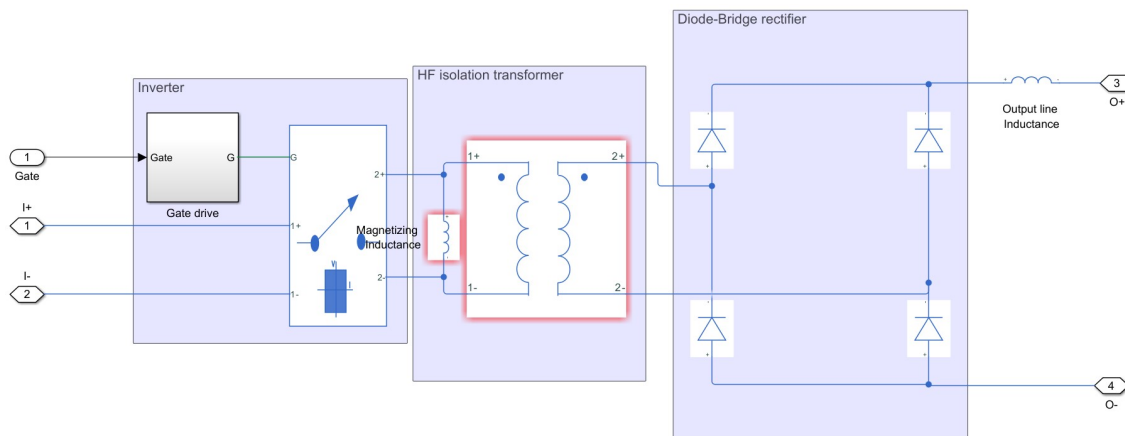 Diode-Bridge rectifier
HF isolation transformer
Inverter
3
O+
Output line
Inductance
1
Gate
Gate
G
G
Gate drive
1+
2+
2+
I+
1
1+
Magnetizing
Inductance
V
I
I-
2
1-
2-
1-
2-
4
O-